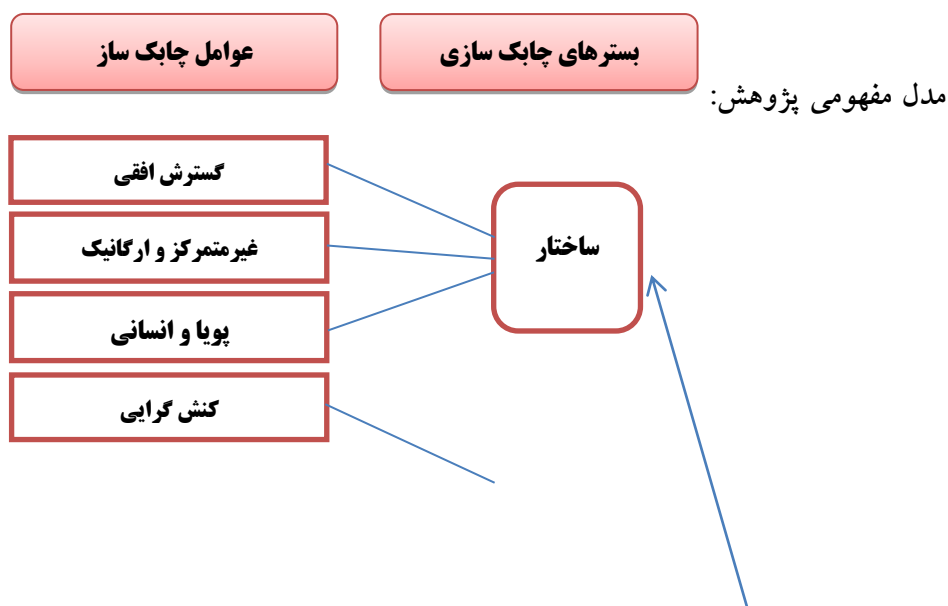 بسترهای چابک سازی
عوامل چابک ساز
مدل مفهومی پژوهش:
ساختار
گسترش افقی
غیرمتمرکز و ارگانیک
پویا و انسانی
کنش گرایی